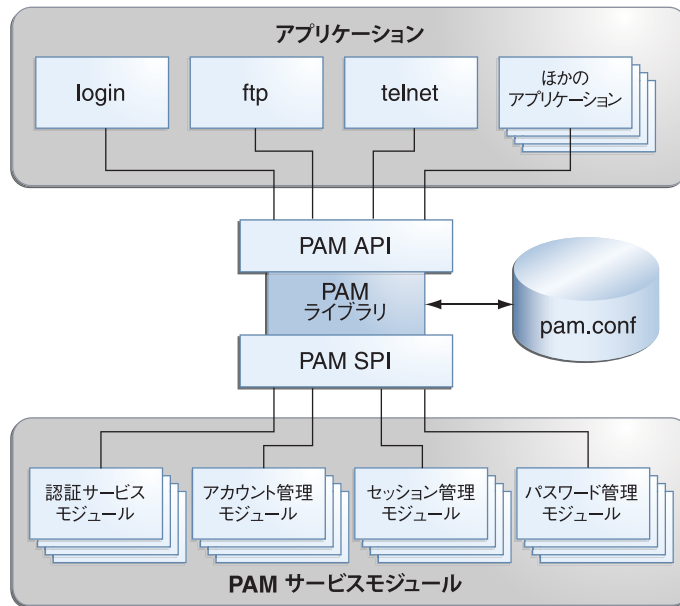 アプリケーション
login
ftp
telnet
ほかの
アプリケーション
PAM API
PAM
ライブラリ
pam.conf
PAM SPI
認証サービス
モジュール
アカウント管理
モジュール
セッション管理
モジュール
パスワード管理
モジュール
PAM サービスモジュール